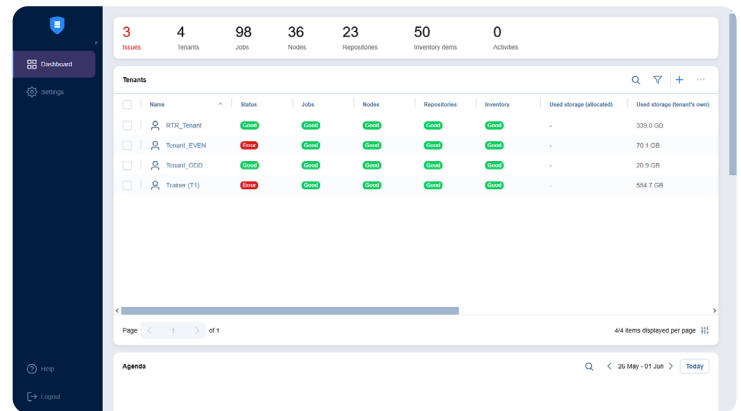 3 4 98 36 23 50 0
Issues Tenants Jobs Nodes Repositories Inventory items Activities
Dashboard
Settings
Tenants
Name Status Jobs Nodes Repositories Inventory Used storage (allocated) Used storage (tenant's own)
RTR_Tenant Good Good Good Good Good - 339.0 GB
Tenant_EVEN Error Good Good Good Good - 70.1 GB
Tenant_ODD Good Good Good Good Good - 20.9 GB
Trainer (T1) Error Good Good Good Good - 554.7 GB
Page 1 of 1
4/4 items displayed per page
Agenda
26 May - 01 Jun
Today
Help
Logout